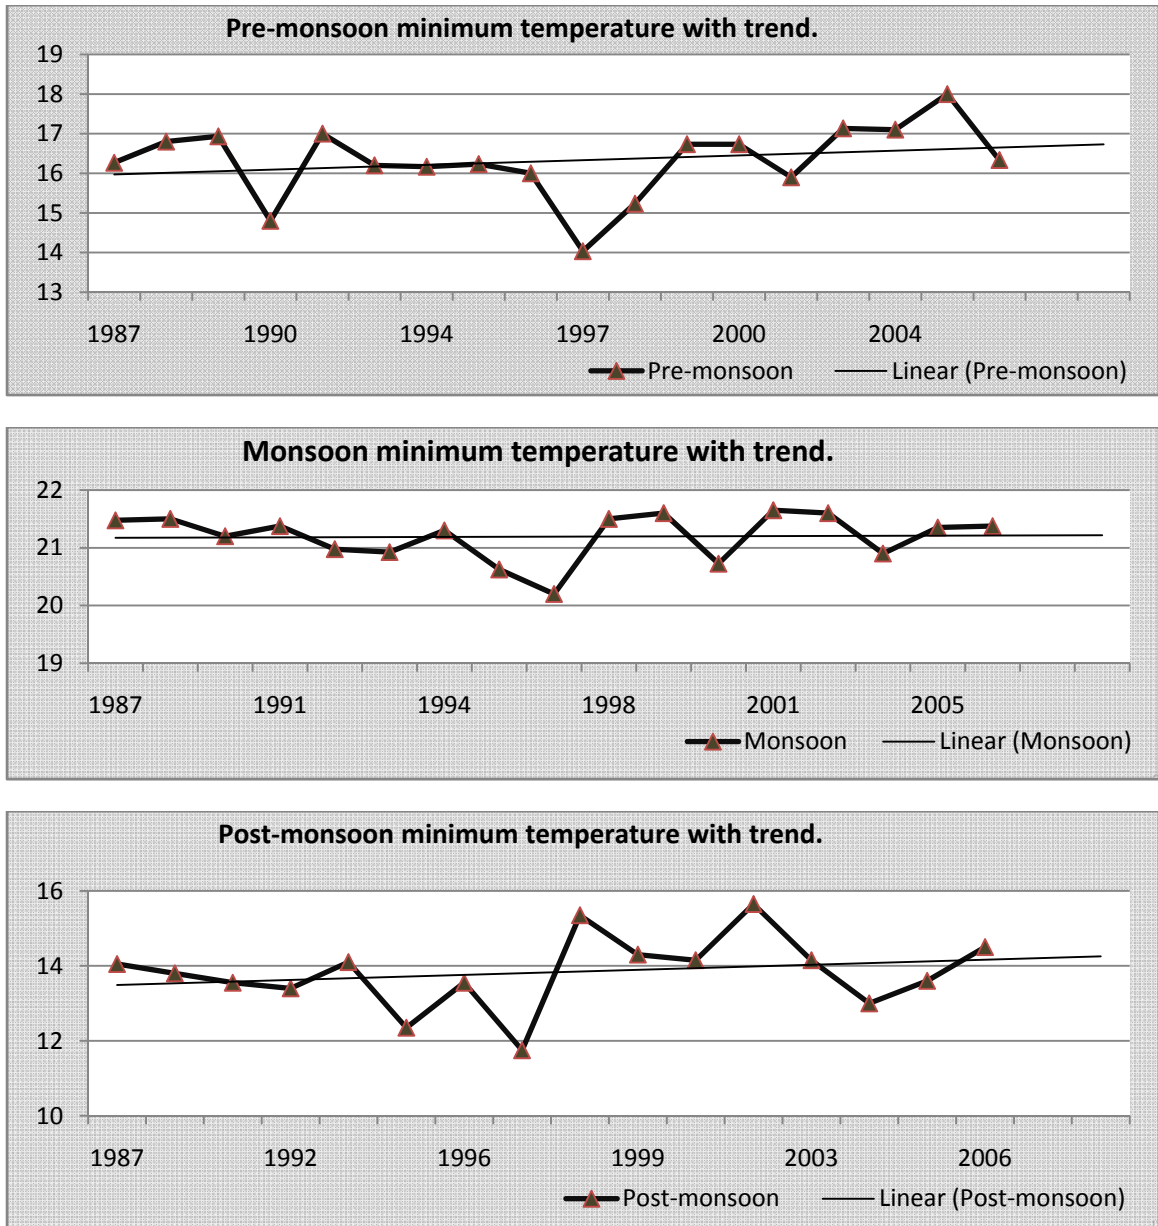 Pre-monsoon minimum temperature with trend.
19
18
17
16
15
14
13
1987 1990 1994 1997 2000 2004
Pre-monsoon Linear (Pre-monsoon)
Monsoon minimum temperature with trend.
22
21
20
19
1987 1991 1994 1998 2001 2005
Monsoon Linear (Monsoon)
Post-monsoon minimum temperature with trend.
16
14
12
10
1987 1992 1996 1999 2003 2006
Post-monsoon Linear (Post-monsoon)